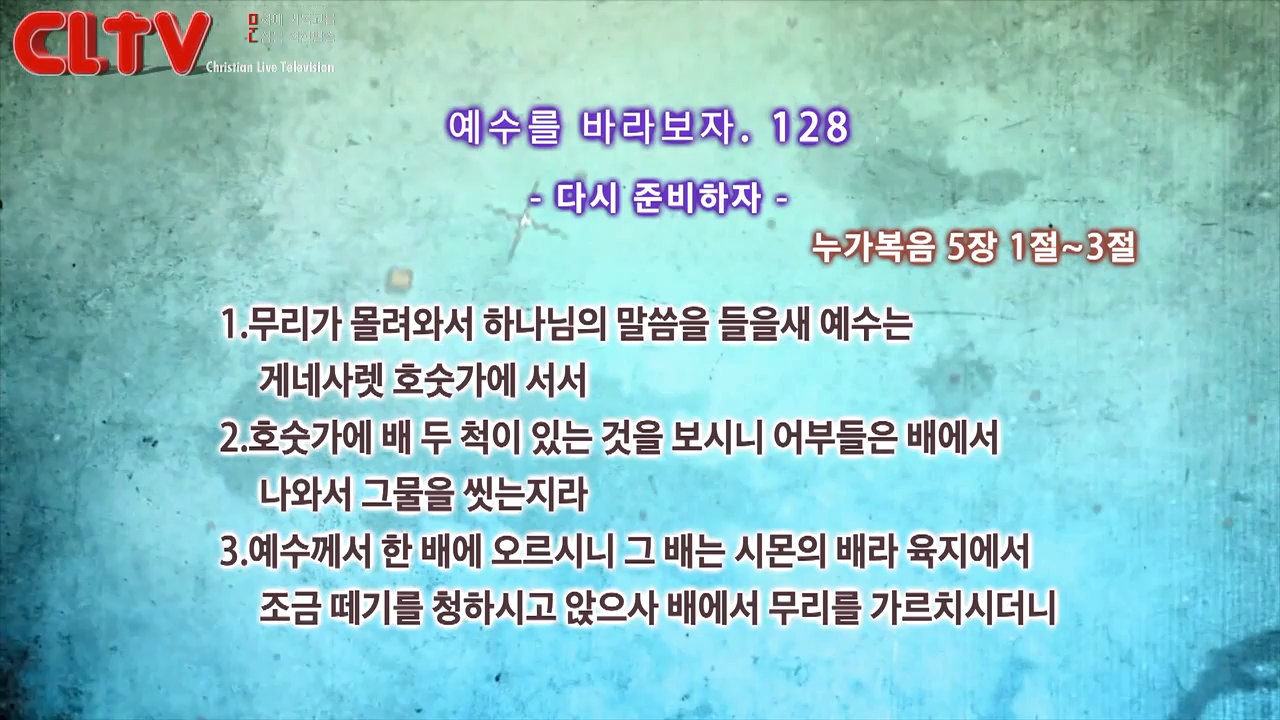 CLTV
Christian Live Television
예수를 바라보자. 128
- 다시 준비하자 -
누가복음 5장 1절~3절
1.무리가 몰려와서 하나님의 말씀을 들을새 예수는
게네사렛 호숫가에 서서
2.호숫가에 배 두 척이 있는 것을 보시니 어부들은 배에서
나와서 그물을 씻는지라
3.예수께서 한 배에 오르시니 그 배는 시몬의 배라 육지에서
조금 떼기를 청하시고 앉으사 배에서 무리를 가르치시더니